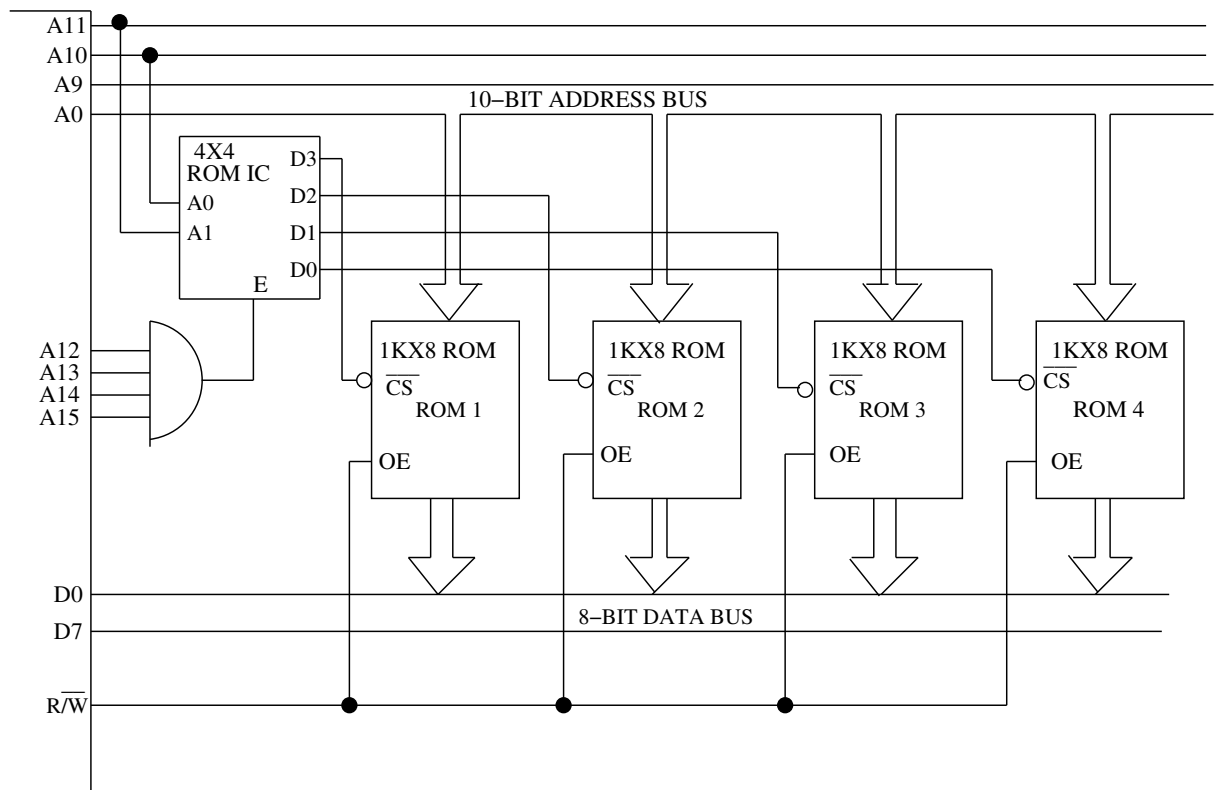 A11
A10
A9
A0
10−BIT ADDRESS BUS
4X4
ROM IC
D3
D2
A0
A1
D1
D0
E
A12
A13
A14
A15
1KX8 ROM
CS
ROM 1
OE
1KX8 ROM
CS
ROM 2
OE
1KX8 ROM
CS
ROM 3
OE
1KX8 ROM
CS
ROM 4
OE
D0
8−BIT DATA BUS
D7
R/W̅